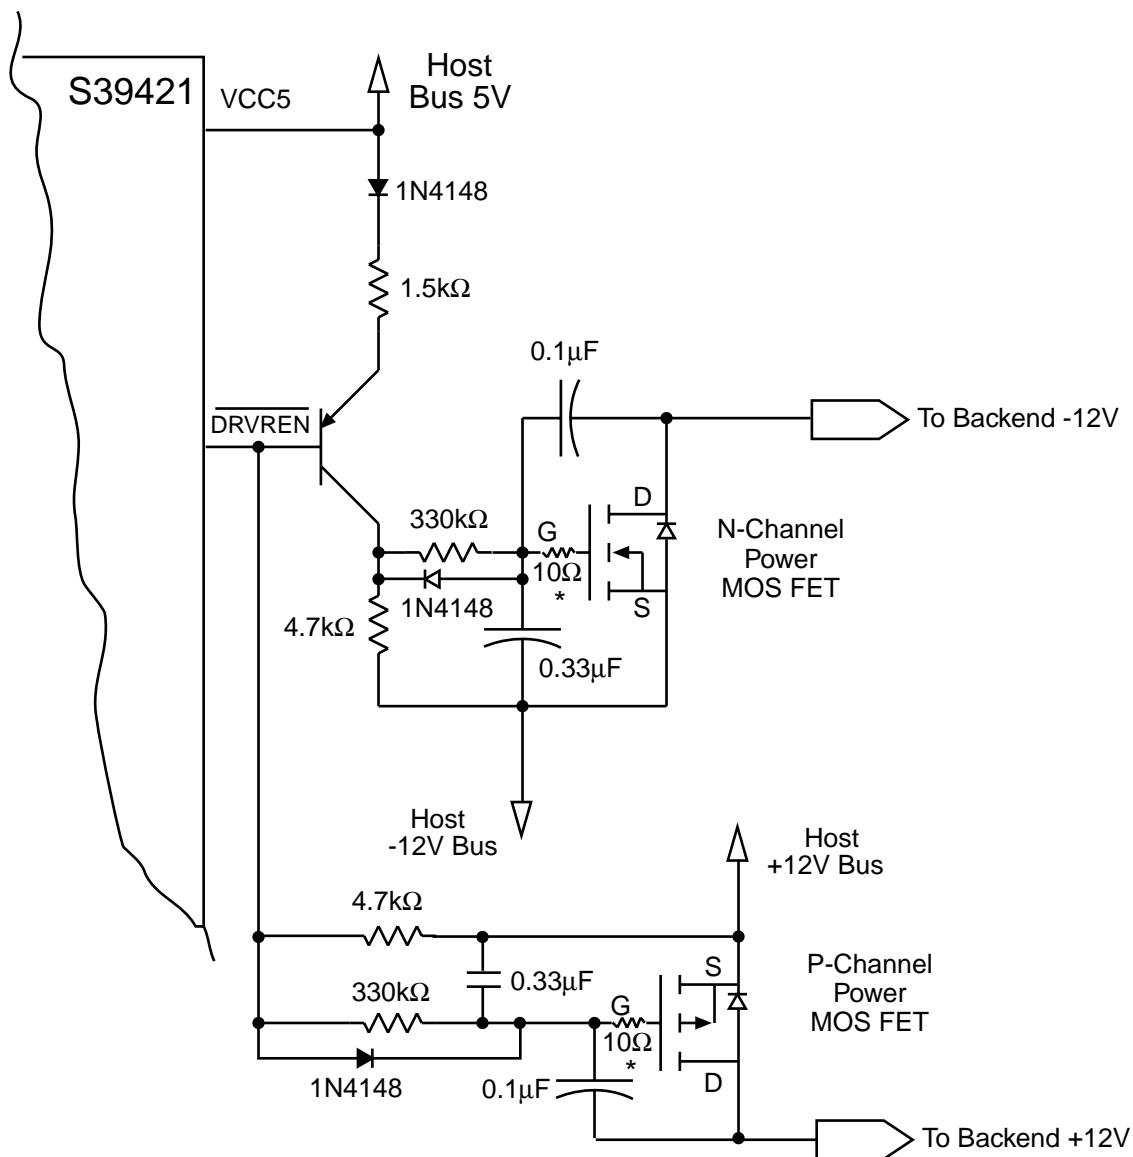 S39421
VCC5
Host
Bus 5V
1N4148
1.5kΩ
0.1μF
DRVREN
To Backend -12V
330kΩ
G
D
10Ω
*
S
N-Channel
Power
MOS FET
1N4148
4.7kΩ
0.33μF
Host
-12V Bus
Host
+12V Bus
4.7kΩ
0.33μF
330kΩ
G
S
10Ω
*
D
P-Channel
Power
MOS FET
1N4148
0.1μF
To Backend +12V